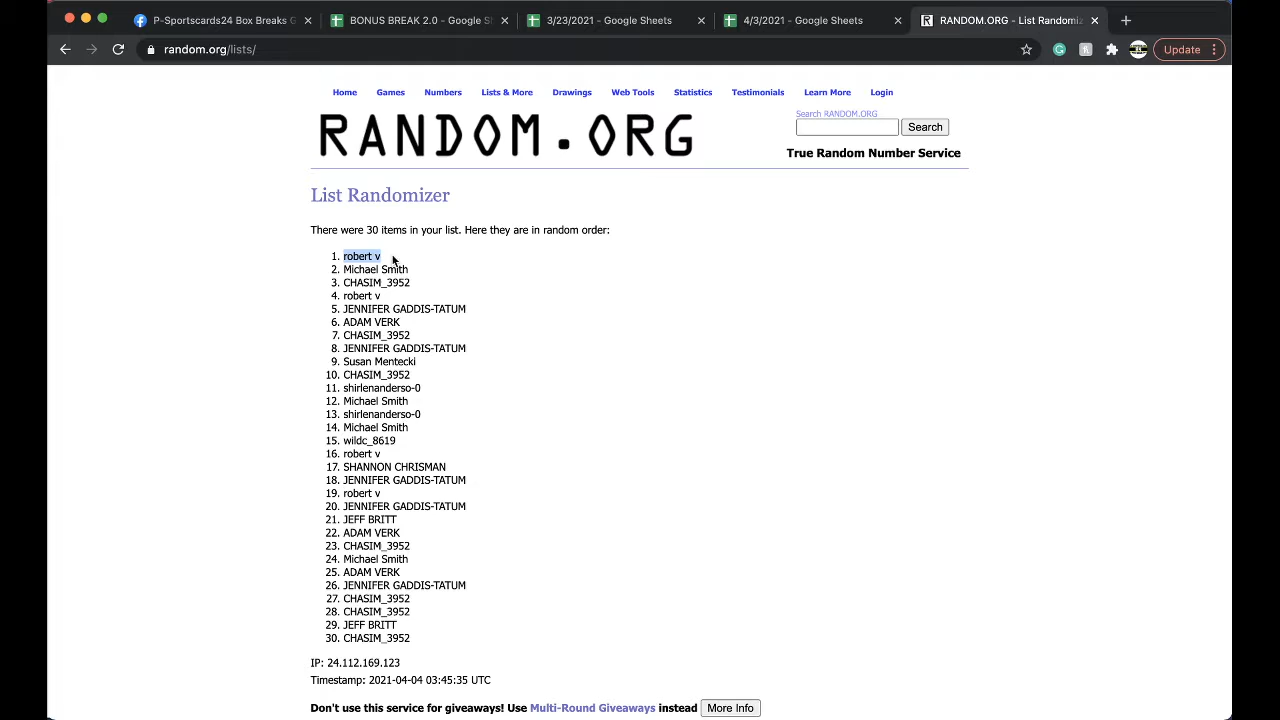 P-Sportscards24 Box Breaks G
BONUS BREAK 2.0 - Google S
3/23/2021 - Google Sheets
4/3/2021 - Google Sheets
RANDOM.ORG - List Randomiz
random.org/lists/
Update
Home Games Numbers Lists & More Drawings Web Tools Statistics Testimonials Learn More Login
RANDOM.ORG
Search RANDOM.ORG
Search
True Random Number Service
List Randomizer
There were 30 items in your list. Here they are in random order:
1. robert v
2. Michael Smith
3. CHASIM_3952
4. robert v
5. JENNIFER GADDIS-TATUM
6. ADAM VERK
7. CHASIM_3952
8. JENNIFER GADDIS-TATUM
9. Susan Mentecki
10. CHASIM_3952
11. shirlenanderso-0
12. Michael Smith
13. shirlenanderso-0
14. Michael Smith
15. wildc_8619
16. robert v
17. SHANNON CHRISMAN
18. JENNIFER GADDIS-TATUM
19. robert v
20. JENNIFER GADDIS-TATUM
21. JEFF BRITT
22. ADAM VERK
23. CHASIM_3952
24. Michael Smith
25. ADAM VERK
26. JENNIFER GADDIS-TATUM
27. CHASIM_3952
28. CHASIM_3952
29. JEFF BRITT
30. CHASIM_3952
IP: 24.112.169.123
Timestamp: 2021-04-04 03:45:35 UTC
Don't use this service for giveaways! Use Multi-Round Giveaways instead More Info